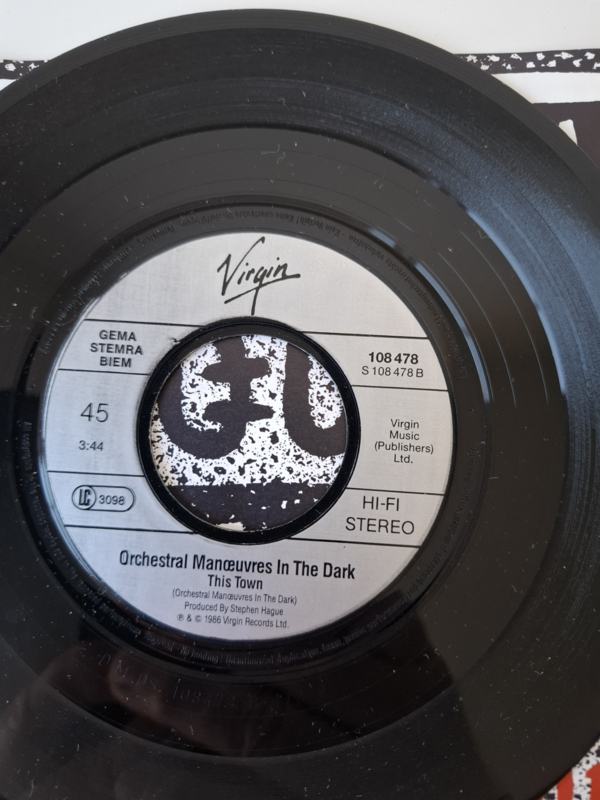 Virgin
GEMA
STEMRA
BIEM
108 478
S 108 478 B
45
3:44
Virgin
Music
(Publishers)
Ltd.
LC 3098
HI-FI
STEREO
Orchestral Manœuvres In The Dark
This Town
(Orchestral Manœuvres In The Dark)
Produced By Stephen Hague
℗ & © 1986 Virgin Records Ltd.